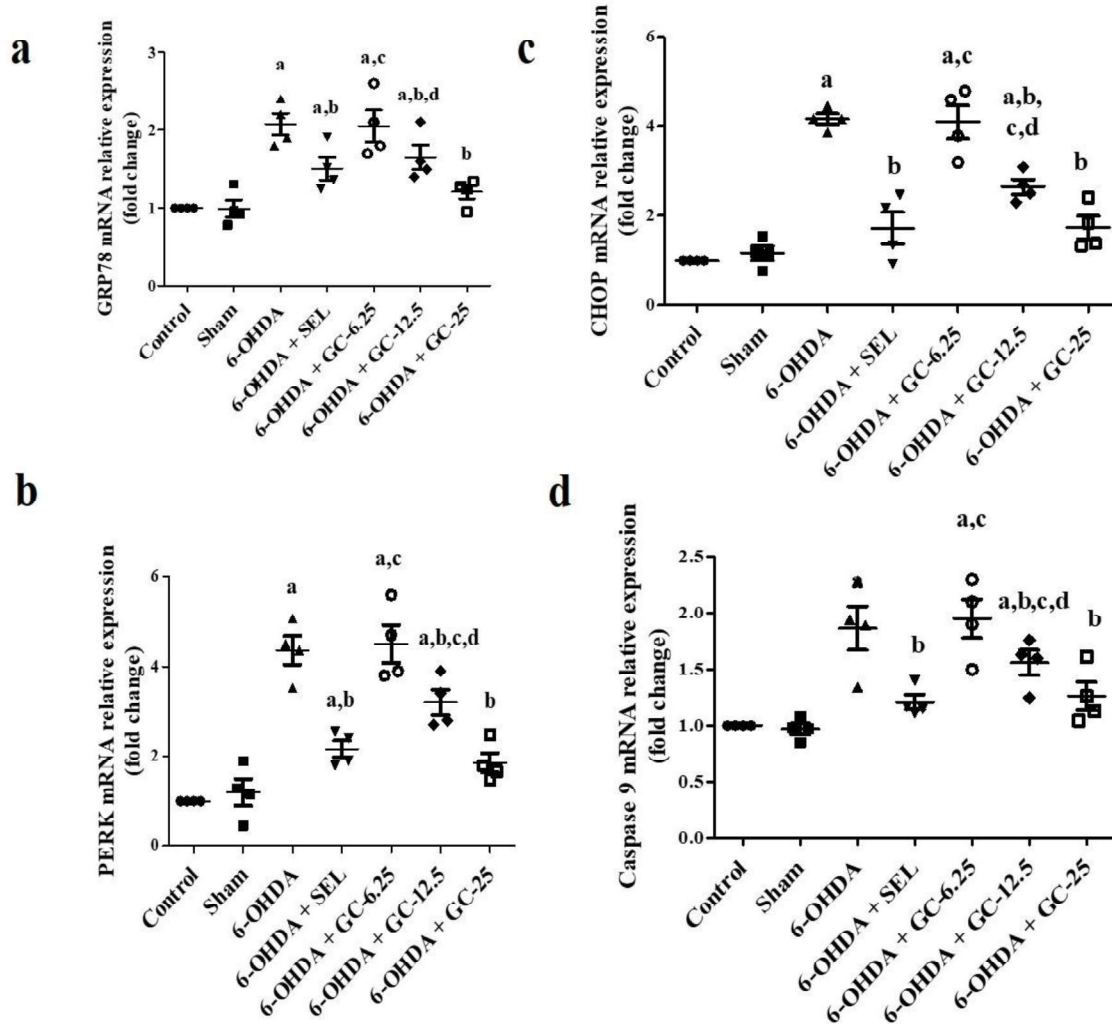 a
GRP78 mRNA relative expression
(fold change)
3
2
1
0
a
a,b
a,c
a,b,d
b
Control
Sham
6-OHDA
6-OHDA + SEL
6-OHDA + GC-6.25
6-OHDA + GC-12.5
6-OHDA + GC-25
c
CHOP mRNA relative expression
(fold change)
6
4
2
0
a
b
a,c
a,b,
c,d
b
Control
Sham
6-OHDA
6-OHDA + SEL
6-OHDA + GC-6.25
6-OHDA + GC-12.5
6-OHDA + GC-25
b
PERK mRNA relative expression
(fold change)
6
4
2
0
a
a,b
a,c
a,b,c,d
b
Control
Sham
6-OHDA
6-OHDA + SEL
6-OHDA + GC-6.25
6-OHDA + GC-12.5
6-OHDA + GC-25
d
Caspase 9 mRNA relative expression
(fold change)
2.5
2.0
1.5
1.0
0.5
0.0
b
a,c
a,b,c,d
b
Control
Sham
6-OHDA
6-OHDA + SEL
6-OHDA + GC-6.25
6-OHDA + GC-12.5
6-OHDA + GC-25